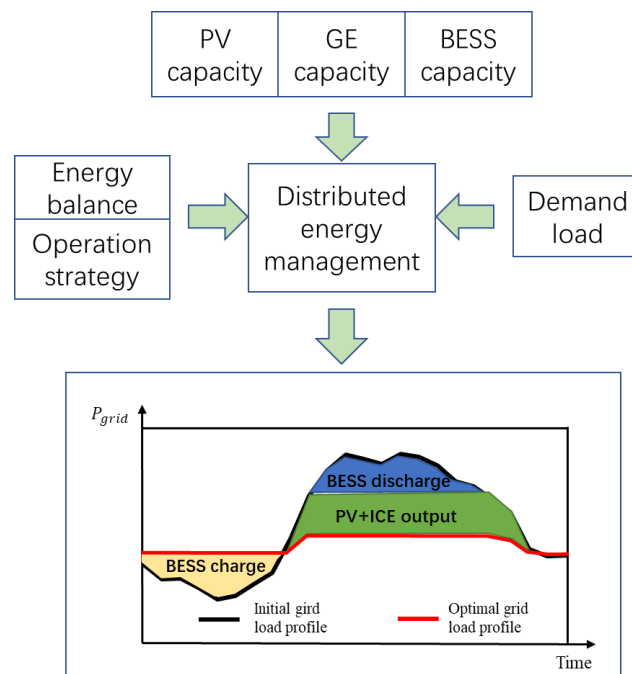 PV
capacity
GE
capacity
BESS
capacity
Energy
balance
Operation
strategy
Distributed
energy
management
Demand
load
P_grid
BESS discharge
PV+ICE output
BESS charge
Initial gird
load profile
Optimal grid
load profile
Time